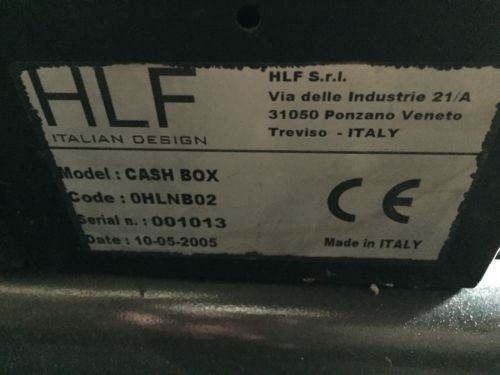 HLF
ITALIAN DESIGN
HLF S.r.l.
Via delle Industrie 21/A
31050 Ponzano Veneto
Treviso - ITALY
Model : CASH BOX
Code : 0HLNB02
Serial n. : 001013
Date : 10-05-2005
CE
Made in ITALY